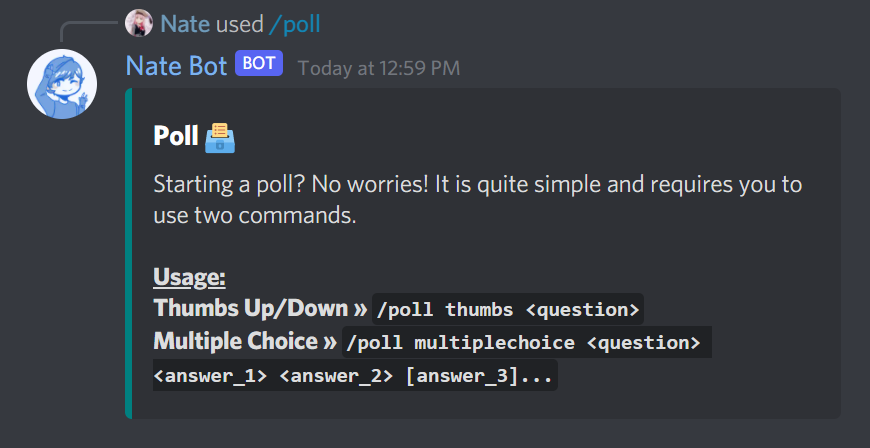 Nate used /poll
Nate Bot BOT Today at 12:59 PM
Poll
Starting a poll? No worries! It is quite simple and requires you to
use two commands.
Usage:
Thumbs Up/Down » /poll thumbs <question>
Multiple Choice » /poll multiplechoice <question>
<answer_1> <answer_2> [answer_3]...